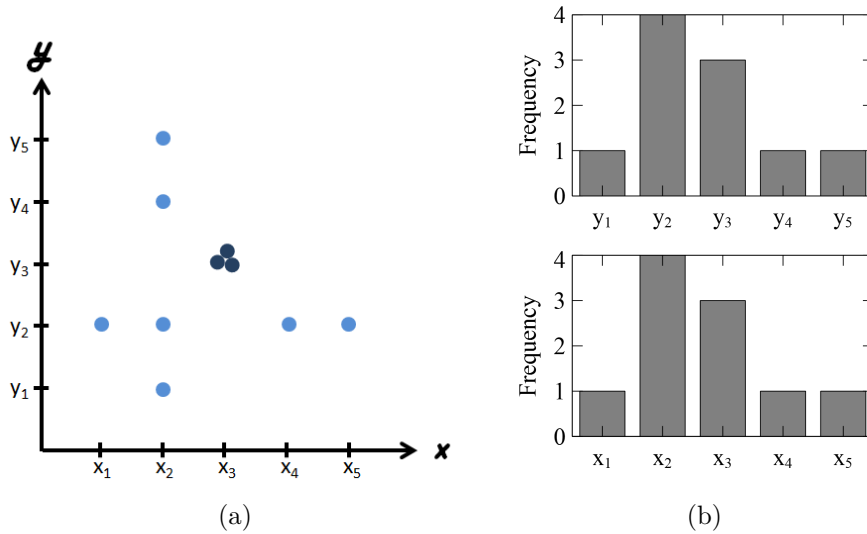 y
y₅
y₄
y₃
y₂
y₁
x₁ x₂ x₃ x₄ x₅
x
(a)
Frequency
4
3
2
1
0
y₁ y₂ y₃ y₄ y₅
Frequency
4
3
2
1
0
x₁ x₂ x₃ x₄ x₅
(b)